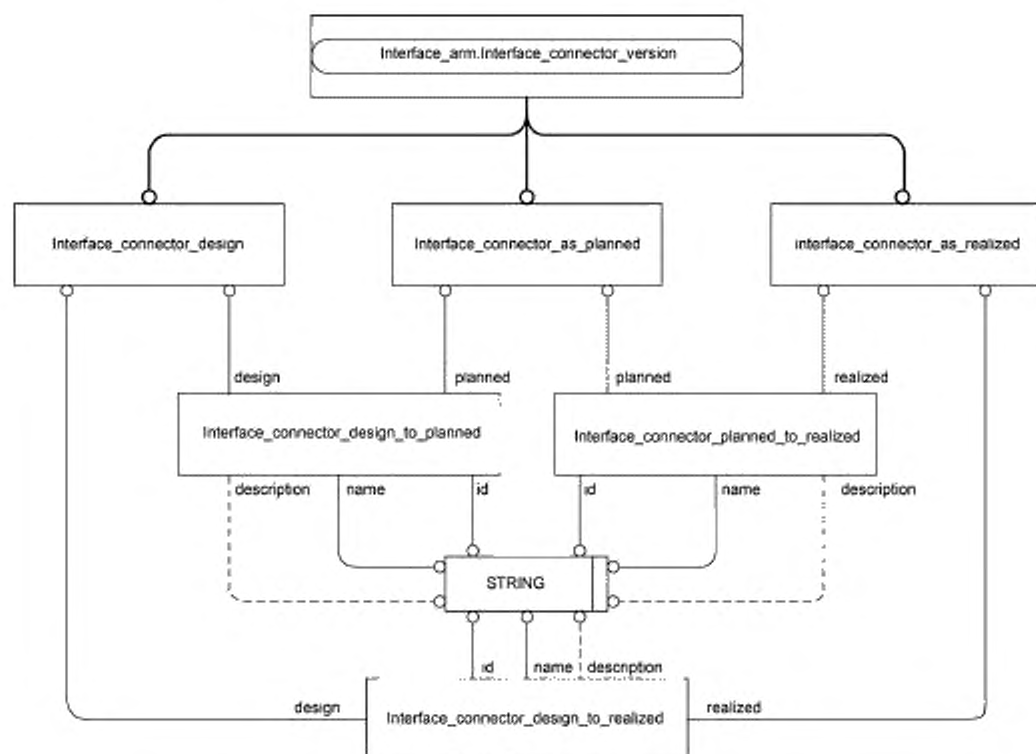 Interface_arm.Interface_connector_version
Interface_connector_design
Interface_connector_as_planned
Interface_connector_as_realized
design
planned
planned
realized
Interface_connector_design_to_planned
Interface_connector_planned_to_realized
description
name
id
id
name
description
STRING
id
name
description
design
realized
Interface_connector_design_to_realized